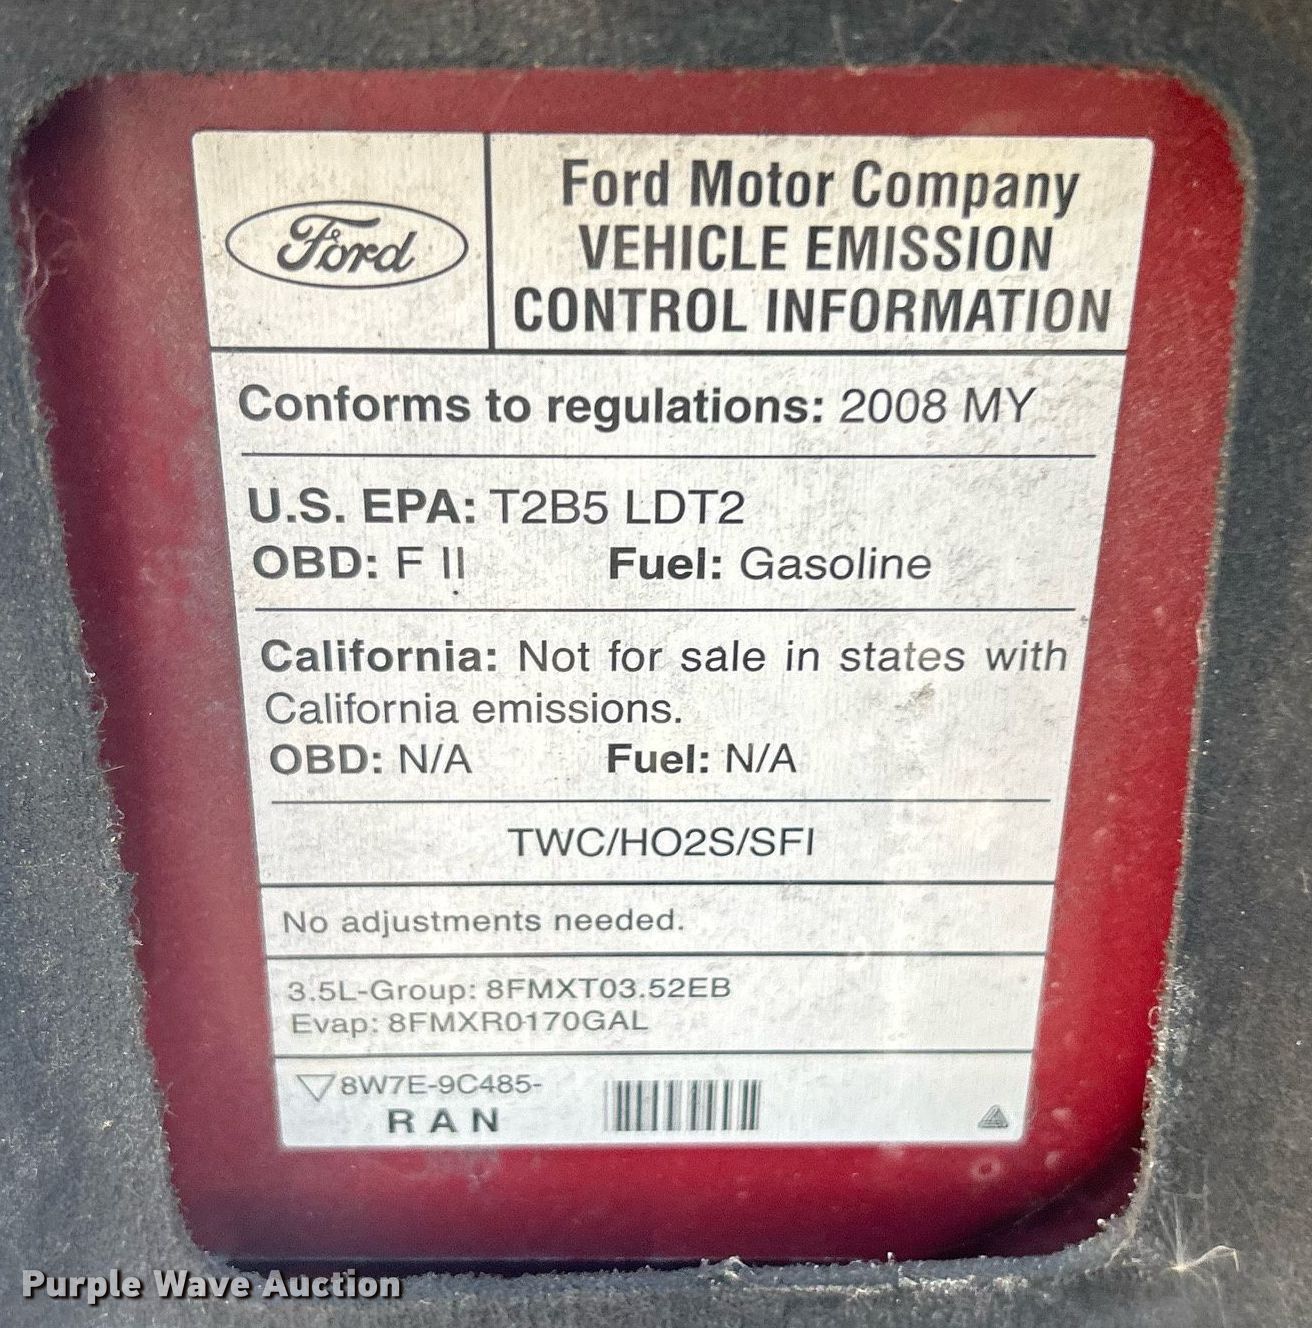 Ford
Ford Motor Company
VEHICLE EMISSION
CONTROL INFORMATION
Conforms to regulations: 2008 MY
U.S. EPA: T2B5 LDT2
OBD: F II Fuel: Gasoline
California: Not for sale in states with
California emissions.
OBD: N/A Fuel: N/A
TWC/HO2S/SFI
No adjustments needed.
3.5L-Group: 8FMXT03.52EB
Evap: 8FMXR0170GAL
8W7E-9C485-
R A N
Purple Wave Auction